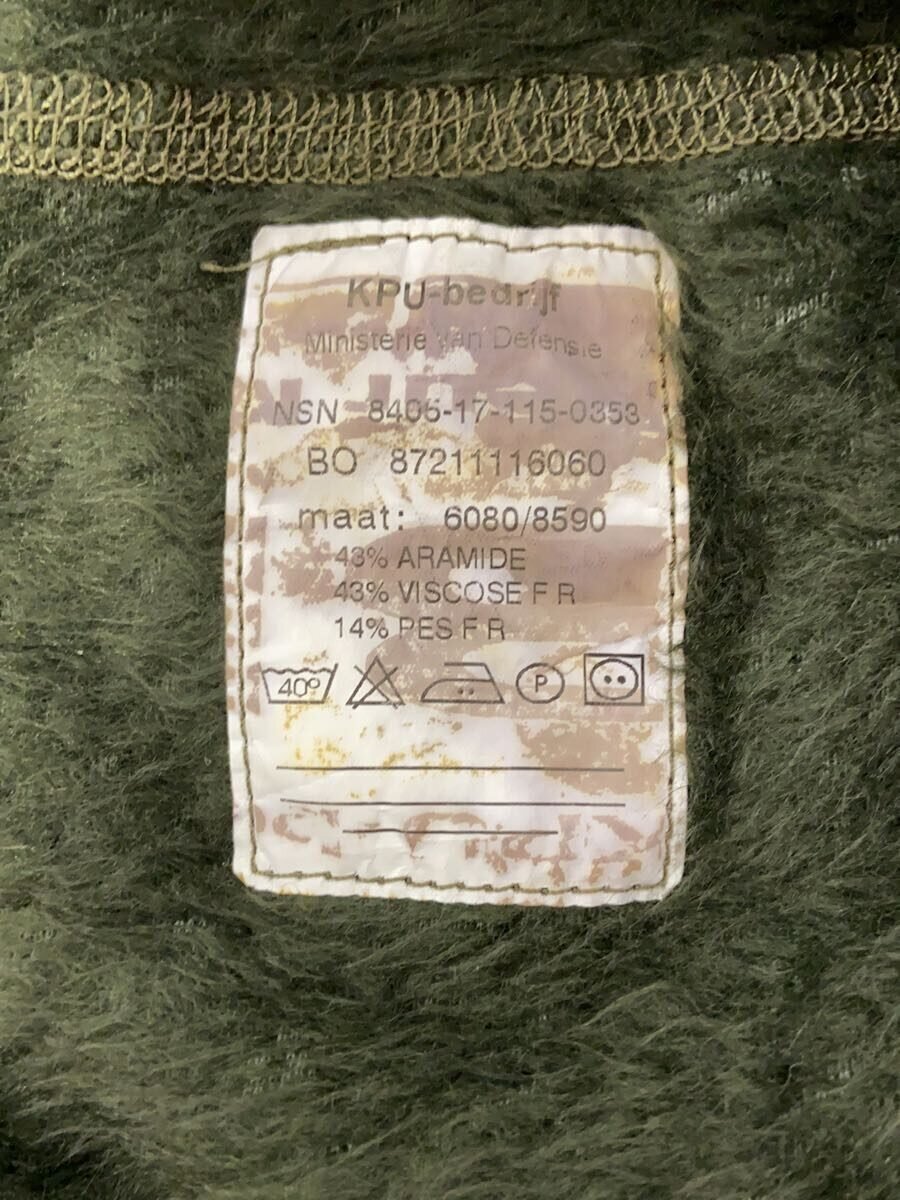 KPU-bedrijf
Ministerie van Defensie
NSN 8405-17-115-0353
BO 87211116060
maat: 6080/8590
43% ARAMIDE
43% VISCOSE F R
14% PES F R
40º P